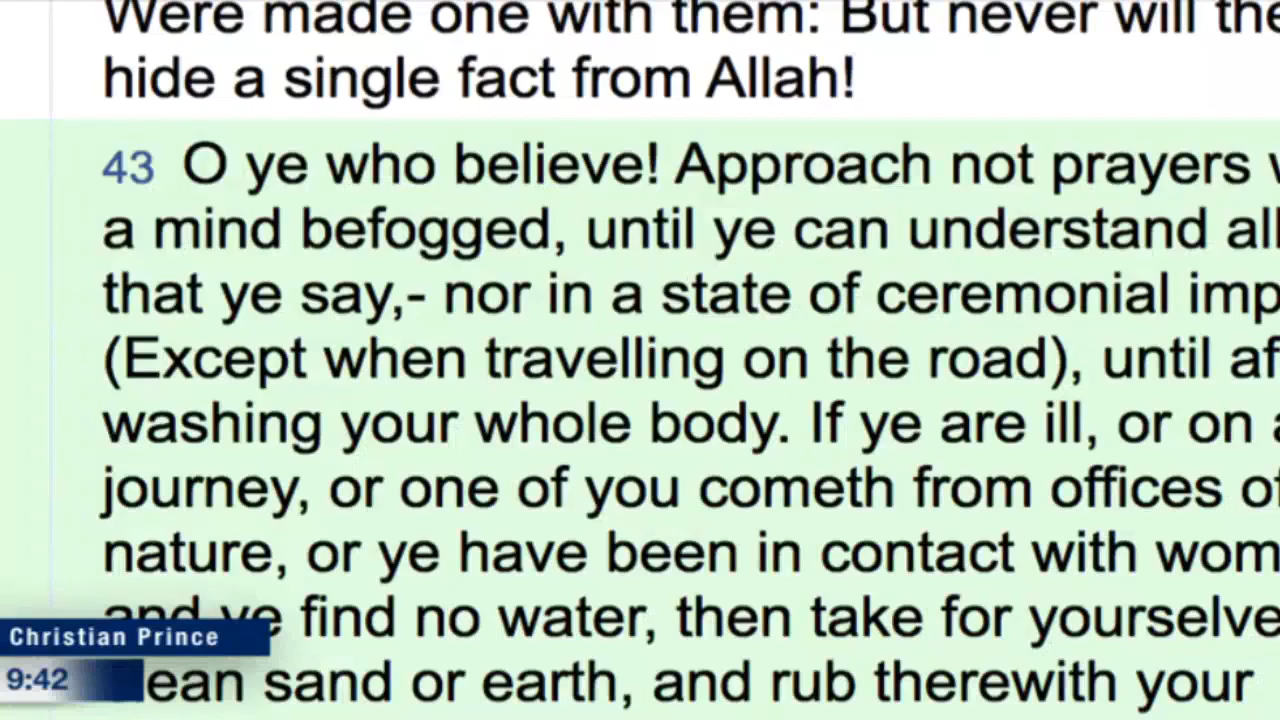 Were made one with them: But never will the
hide a single fact from Allah!
43 O ye who believe! Approach not prayers
a mind befogged, until ye can understand all
that ye say,- nor in a state of ceremonial imp
(Except when travelling on the road), until af
washing your whole body. If ye are ill, or on a
journey, or one of you cometh from offices of
nature, or ye have been in contact with wom
and ye find no water, then take for yourselve
ean sand or earth, and rub therewith your
Christian Prince
9:42